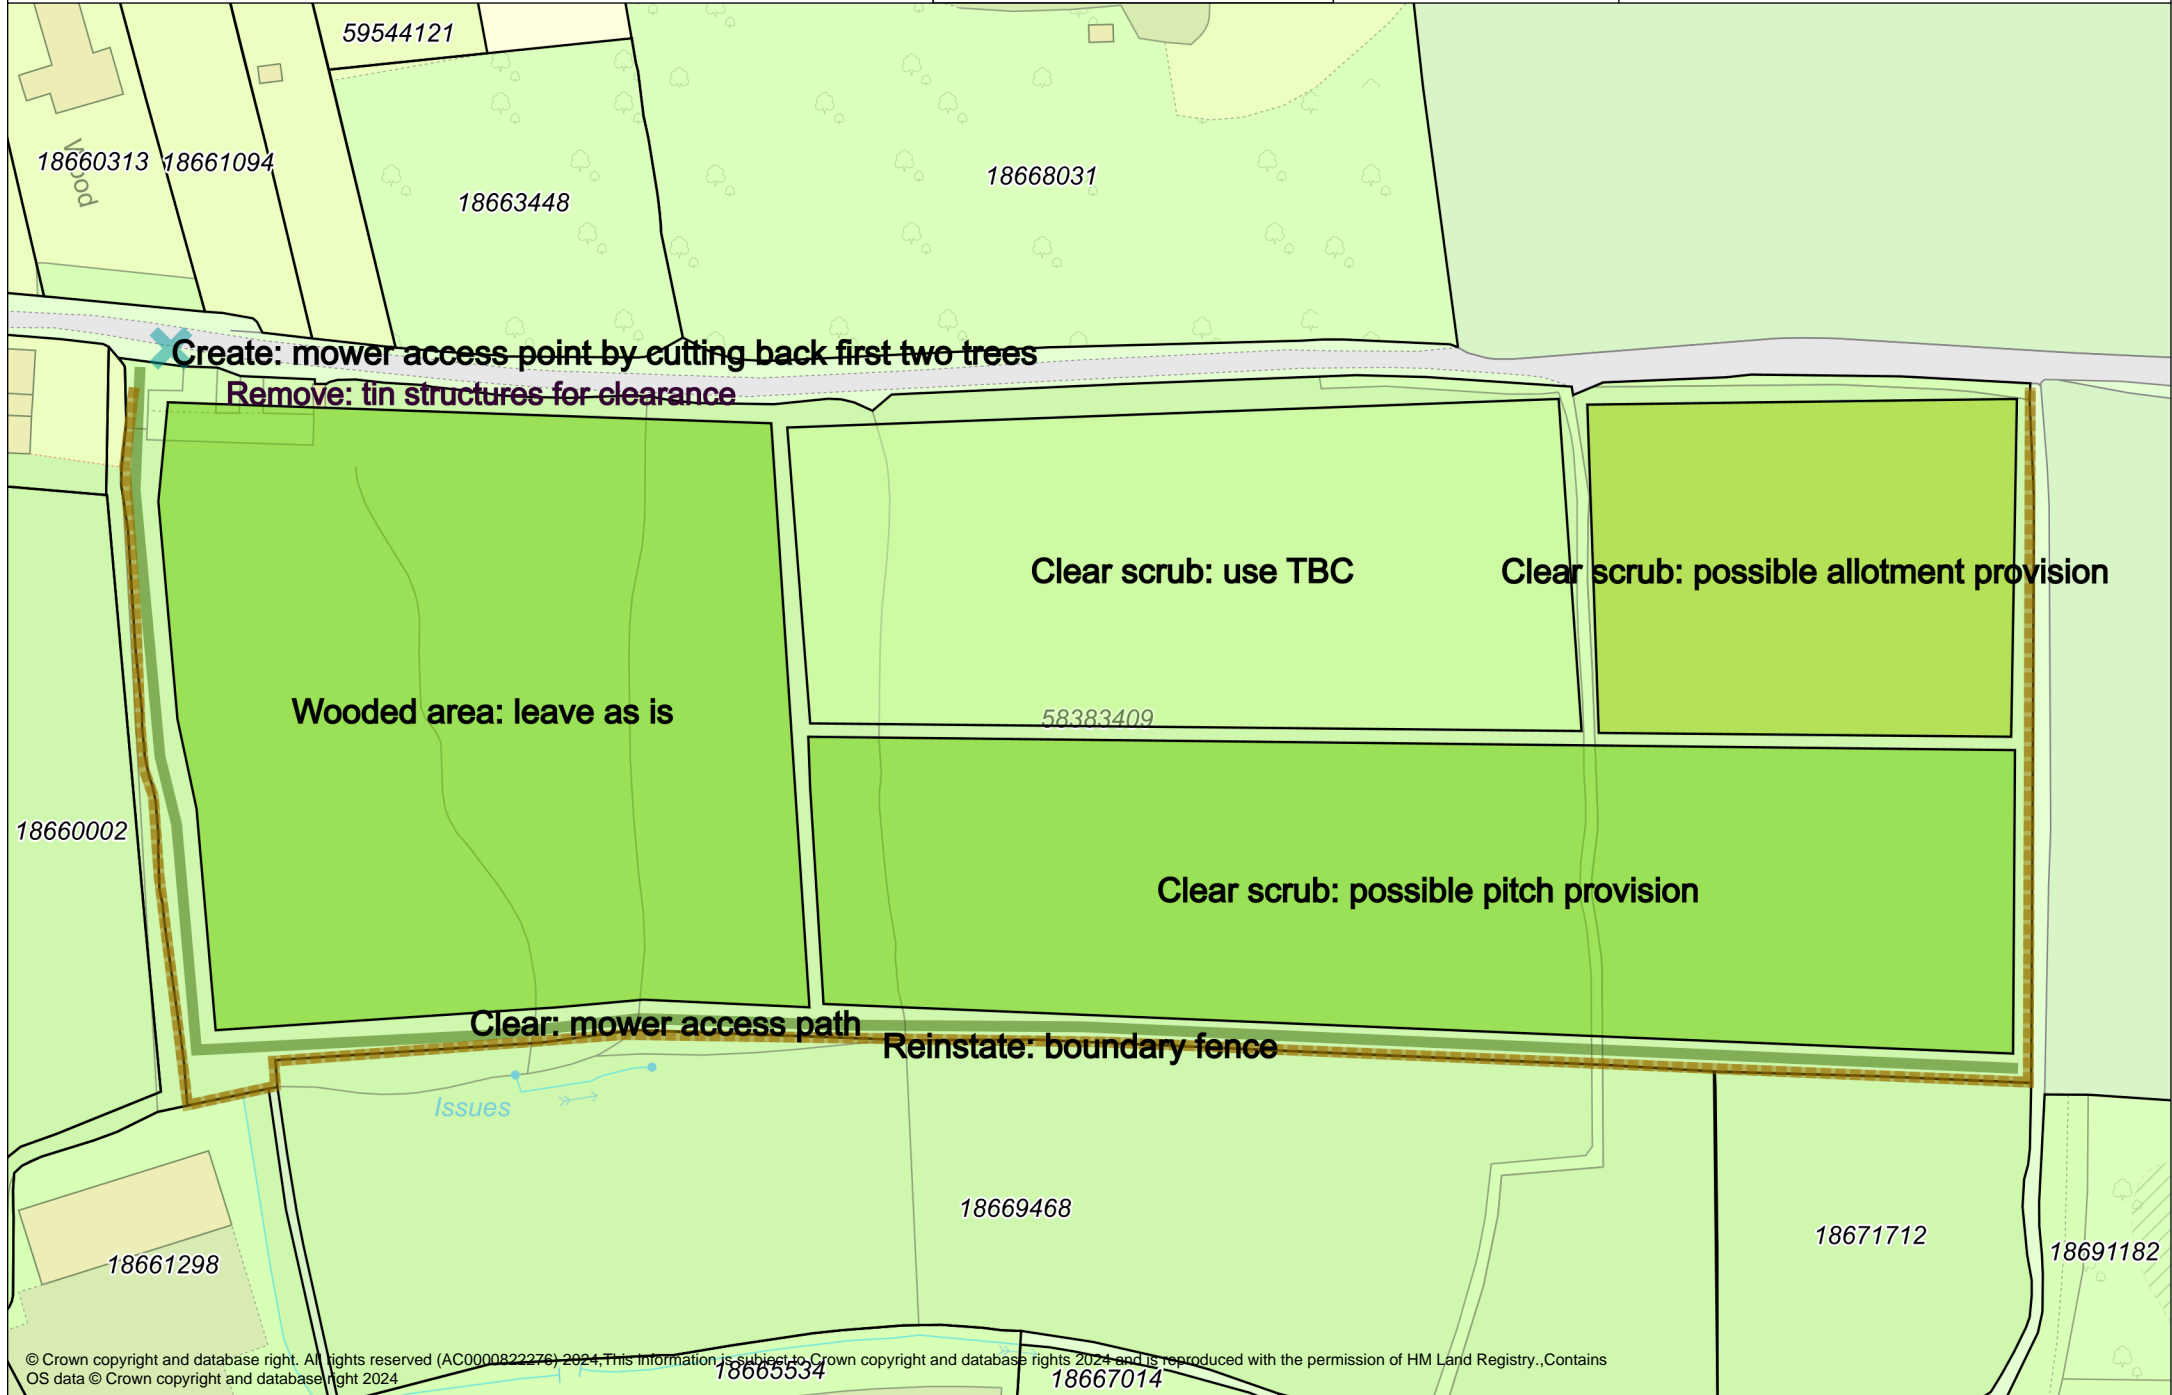 59544121
18660313
18661094
Wood
18663448
18668031
Create: mower access point by cutting back first two trees
Remove: tin structures for clearance
Clear scrub: use TBC
Clear scrub: possible allotment provision
Wooded area: leave as is
58383409
18660002
Clear scrub: possible pitch provision
Clear: mower access path
Reinstate: boundary fence
Issues
18669468
18671712
18691182
18661298
© Crown copyright and database right. All rights reserved (AC0000822276) 2024,This information is subject to Crown copyright and database rights 2024 and is reproduced with the permission of HM Land Registry.,Contains
OS data © Crown copyright and database right 2024
18665534
18667014